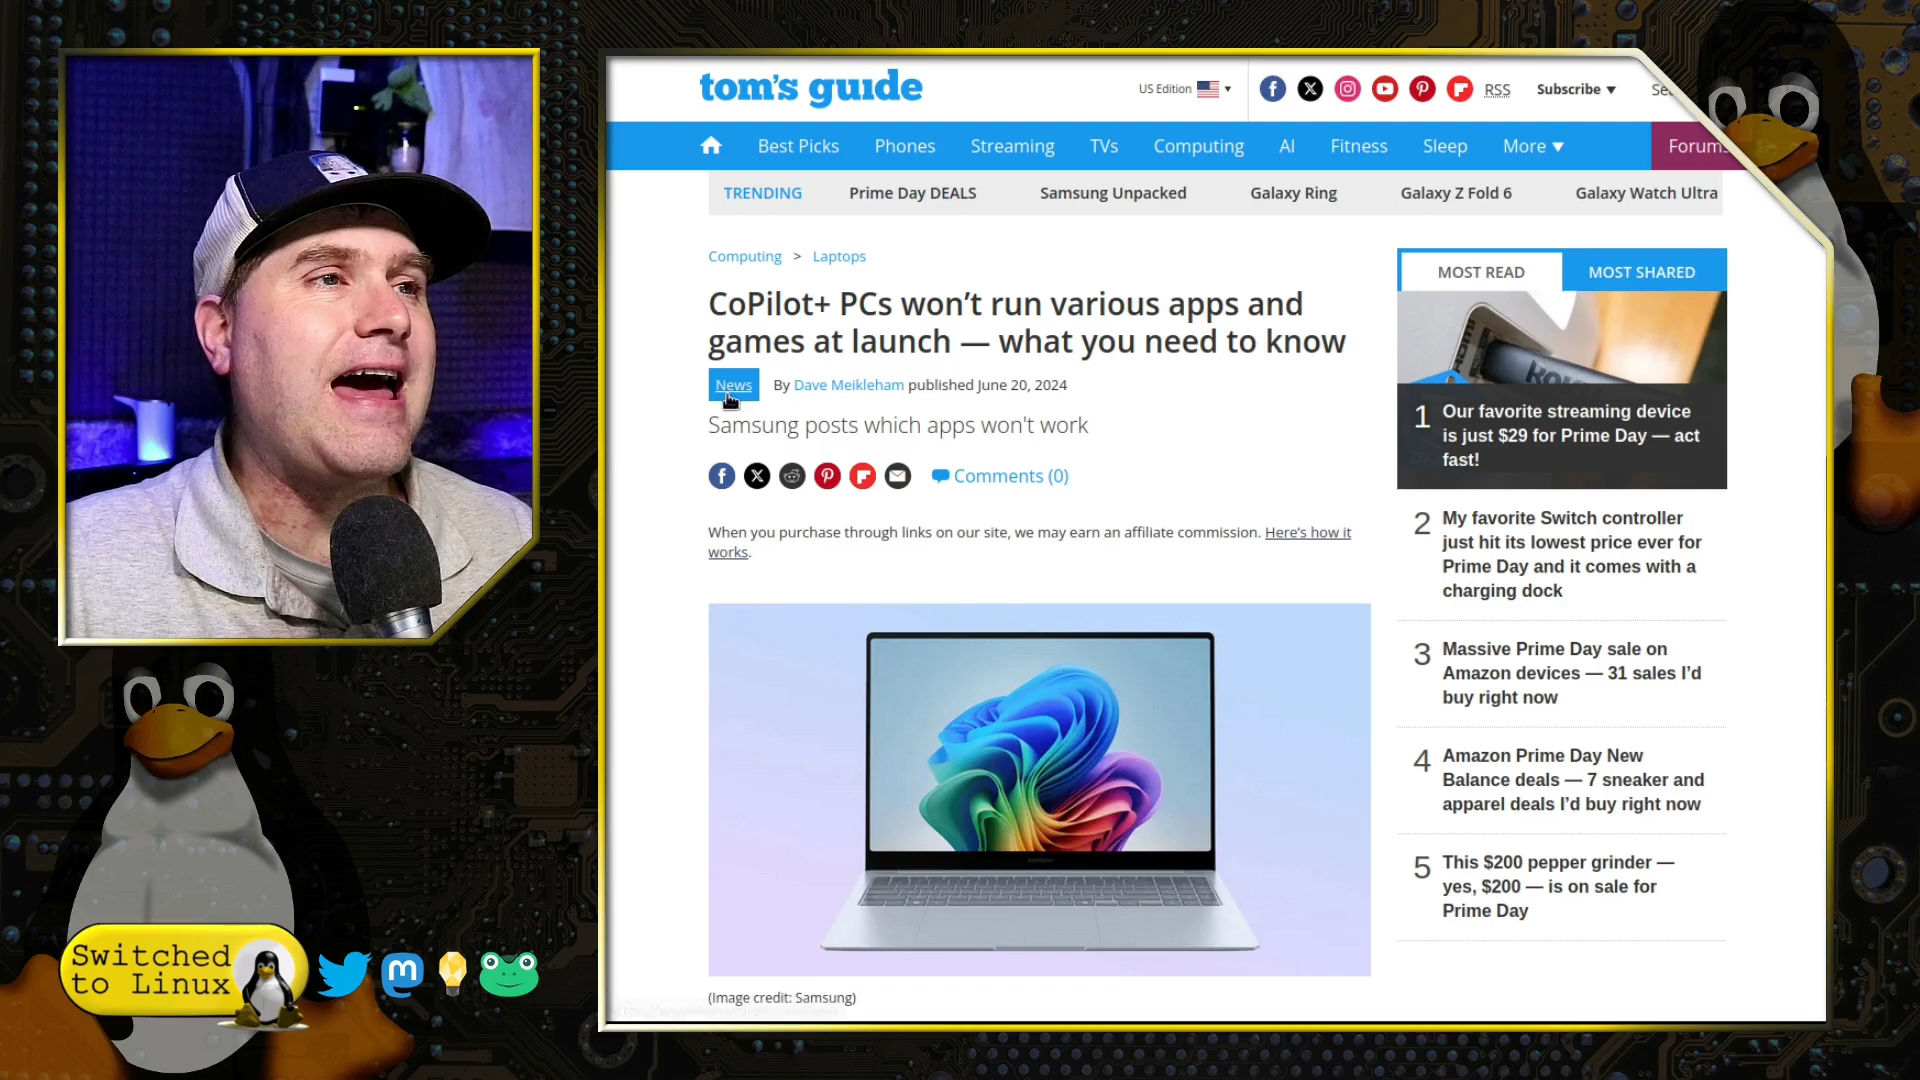 tom's guide
US Edition
RSS
Subscribe
Best Picks
Phones
Streaming
TVs
Computing
AI
Fitness
Sleep
More
Forums
TRENDING
Prime Day DEALS
Samsung Unpacked
Galaxy Ring
Galaxy Z Fold 6
Galaxy Watch Ultra
Computing > Laptops
CoPilot+ PCs won’t run various apps and
games at launch — what you need to know
News By Dave Meikleham published June 20, 2024
Samsung posts which apps won't work
Comments (0)
When you purchase through links on our site, we may earn an affiliate commission. Here’s how it
works.
(Image credit: Samsung)
MOST READ
MOST SHARED
1 Our favorite streaming device
is just $29 for Prime Day — act
fast!
2 My favorite Switch controller
just hit its lowest price ever for
Prime Day and it comes with a
charging dock
3 Massive Prime Day sale on
Amazon devices — 31 sales I’d
buy right now
4 Amazon Prime Day New
Balance deals — 7 sneaker and
apparel deals I’d buy right now
5 This $200 pepper grinder —
yes, $200 — is on sale for
Prime Day
Switched
to Linux